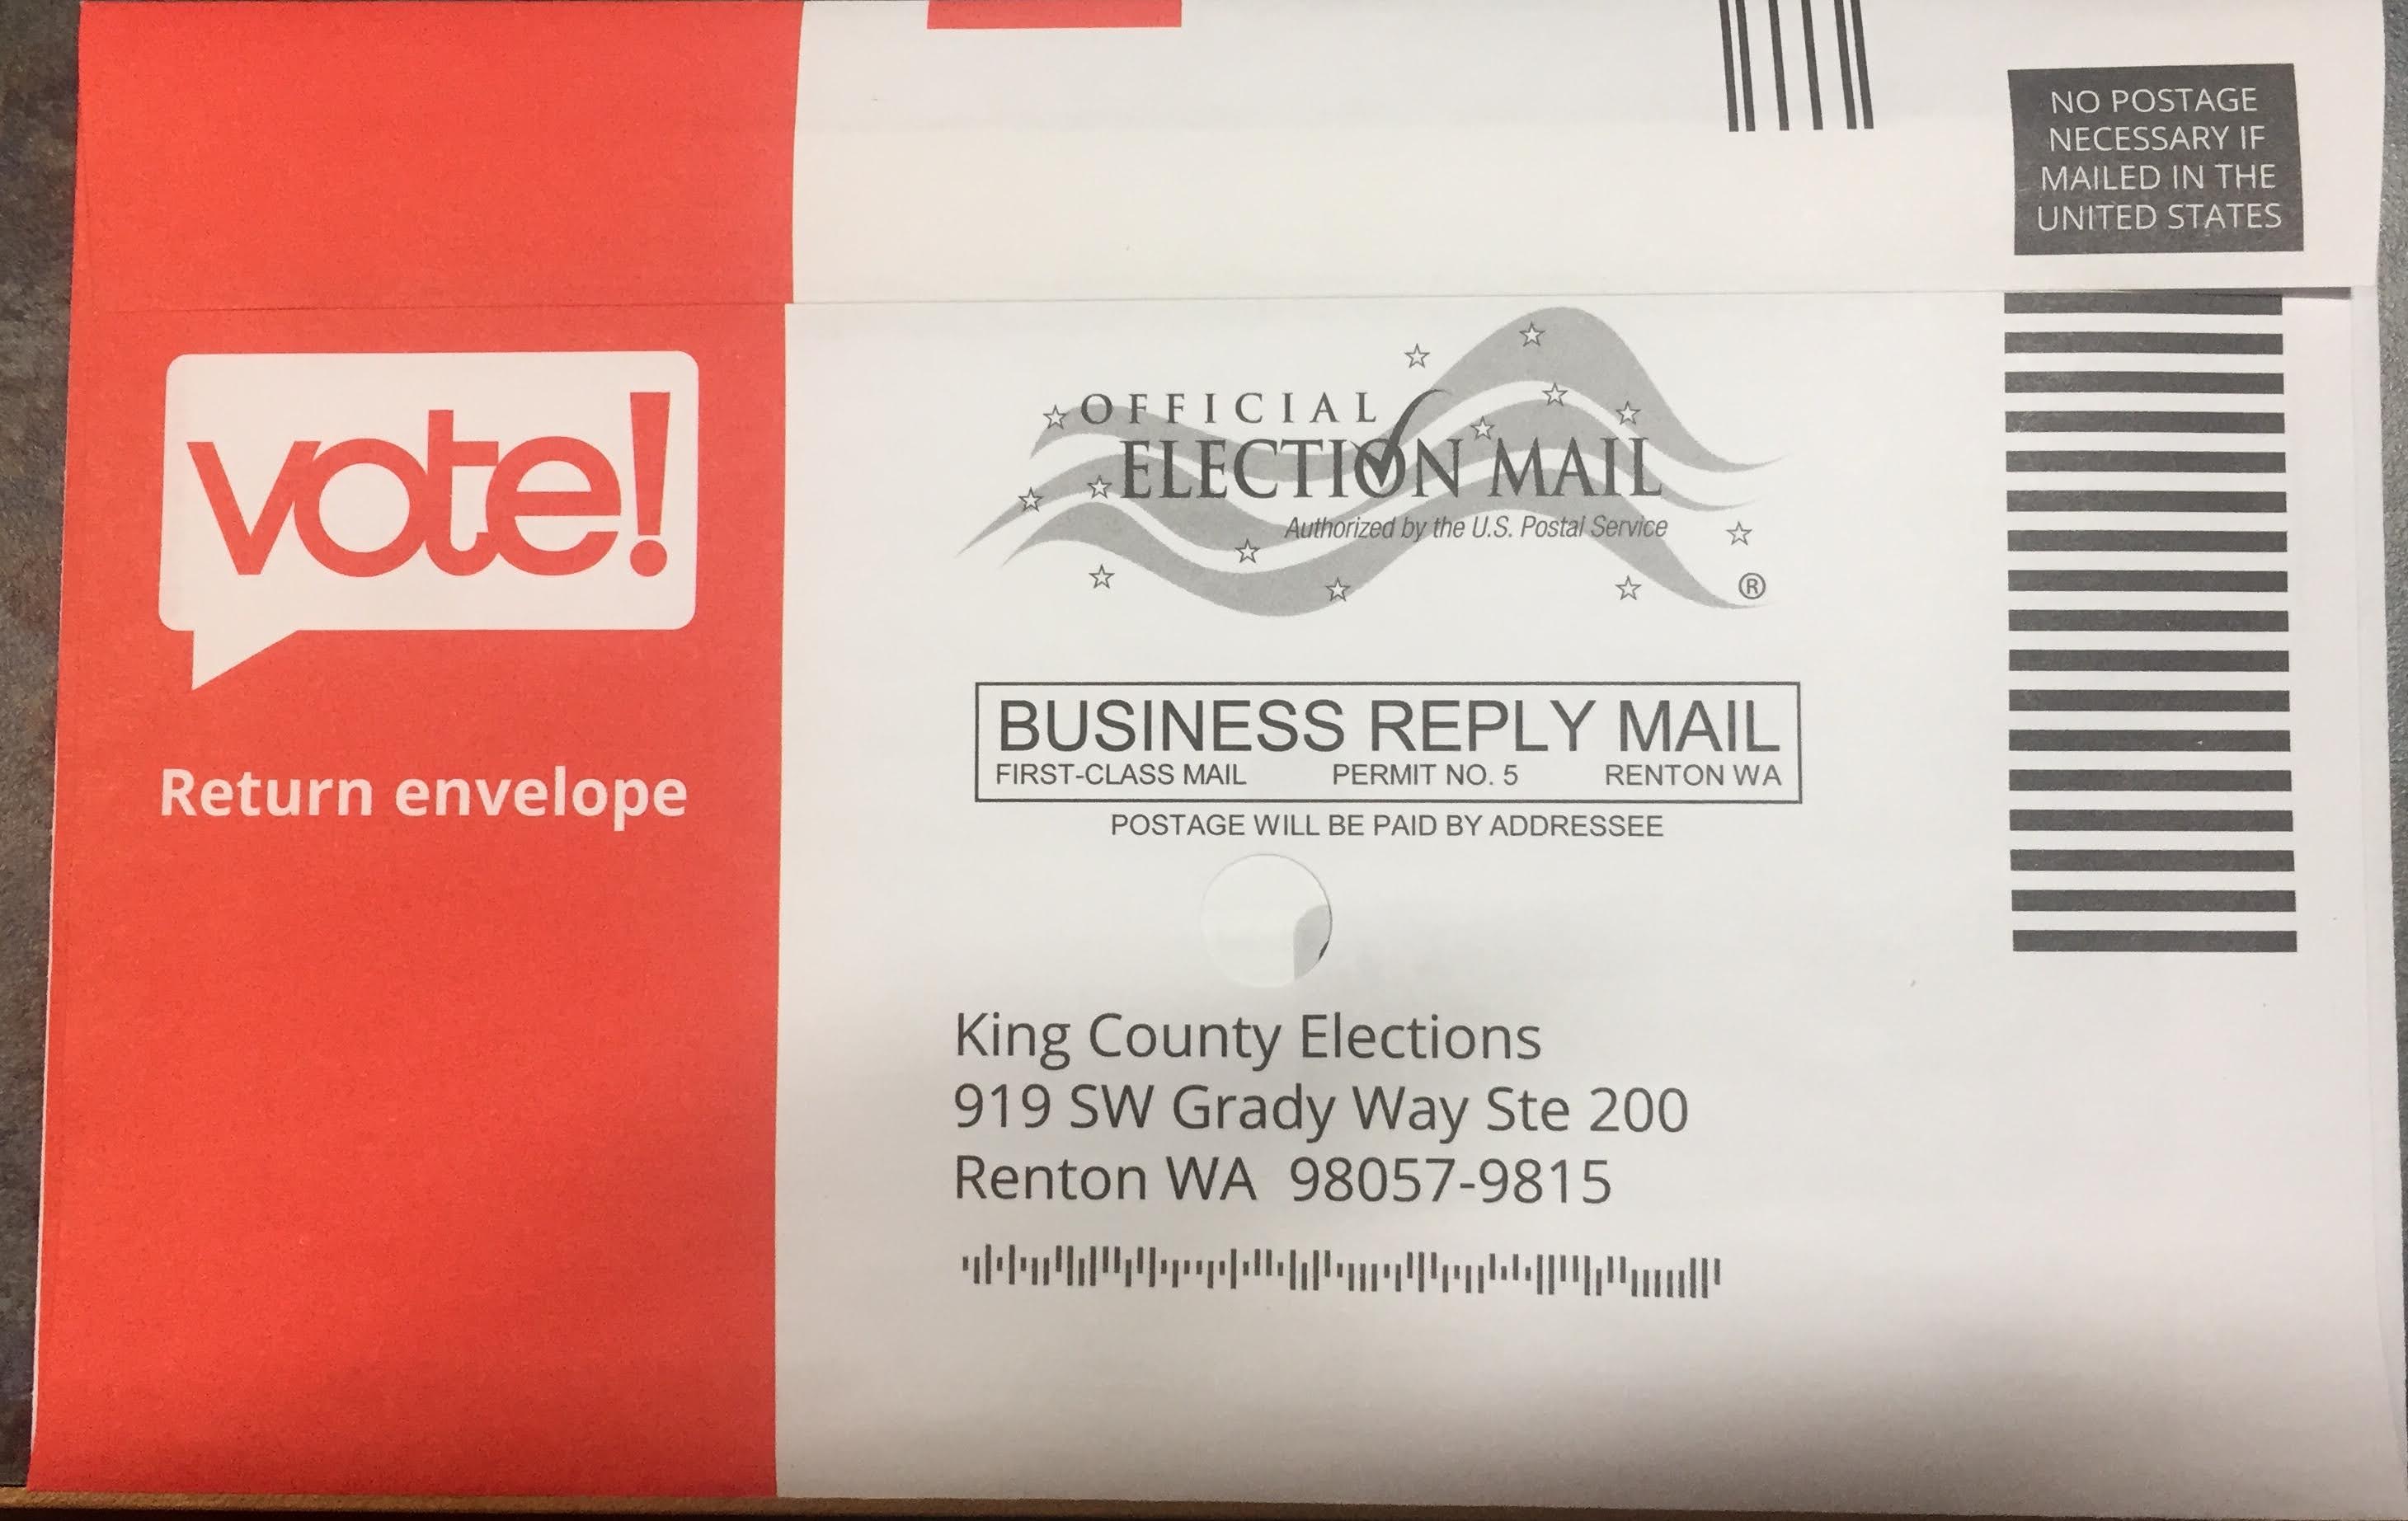 NO POSTAGE
NECESSARY IF
MAILED IN THE
UNITED STATES
vote!
Return envelope
OFFICIAL
ELECTION MAIL
Authorized by the U.S. Postal Service
®
BUSINESS REPLY MAIL
FIRST-CLASS MAIL PERMIT NO. 5 RENTON WA
POSTAGE WILL BE PAID BY ADDRESSEE
King County Elections
919 SW Grady Way Ste 200
Renton WA 98057-9815